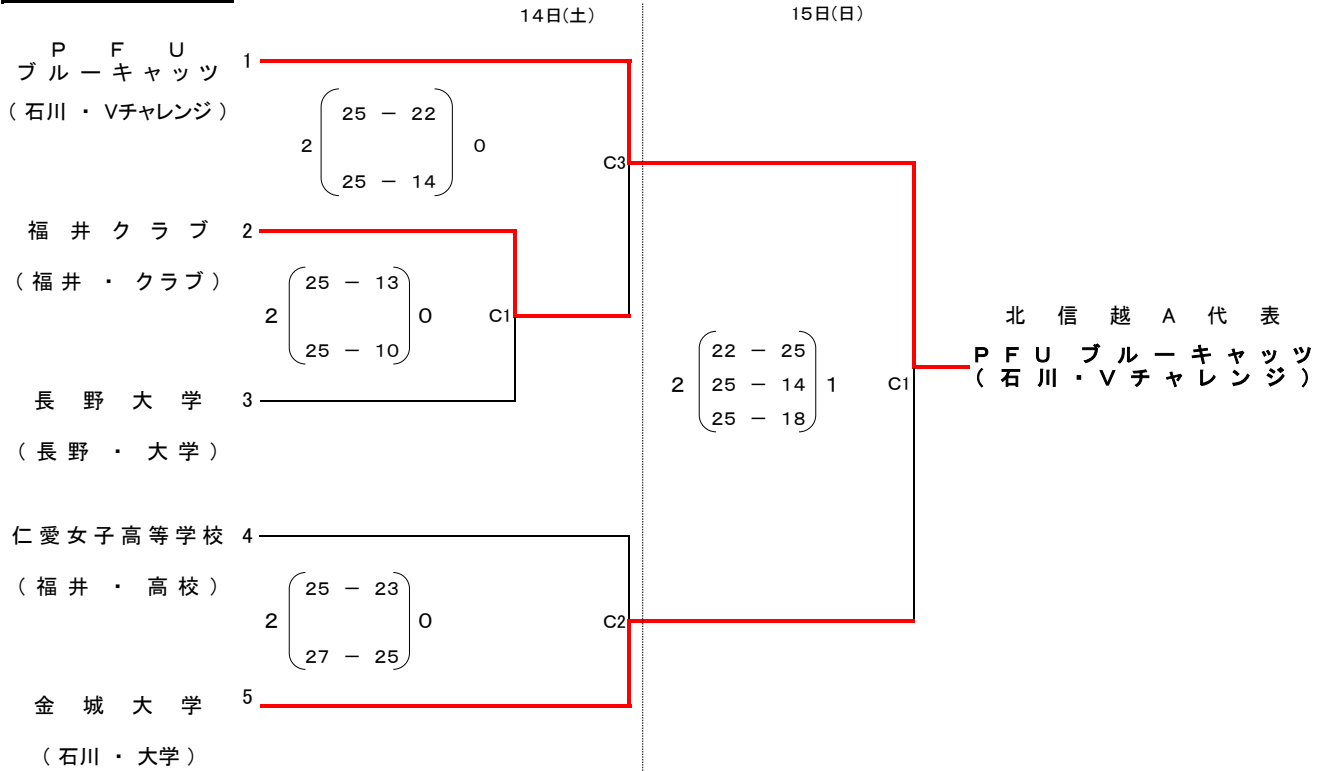 14日(土)
15日(日)
P F U
ブルーキャッツ
1
(石川・Vチャレンジ)
2
25 － 22
25 － 14
0
C3
福井クラブ
2
(福井・クラブ)
2
25 － 13
25 － 10
0
C1
長野大学
3
(長野・大学)
2
22 － 25
25 － 14
25 － 18
1
C1
北信越A代表
PFUブルーキャッツ
(石川・Vチャレンジ)
仁愛女子高等学校
4
(福井・高校)
2
25 － 23
27 － 25
0
C2
金城大学
5
(石川・大学)